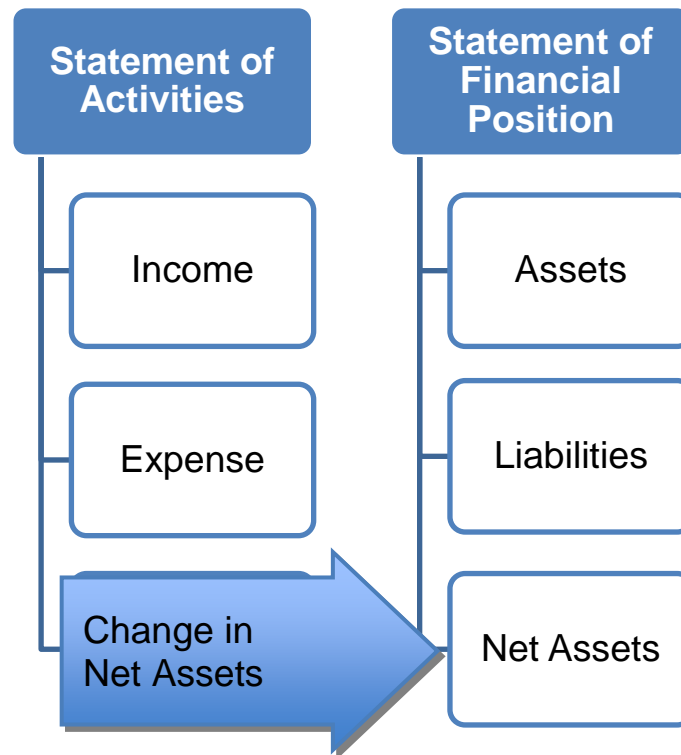 Statement of
Activities
Income
Expense
Change in
Net Assets
Statement of
Financial
Position
Assets
Liabilities
Net Assets